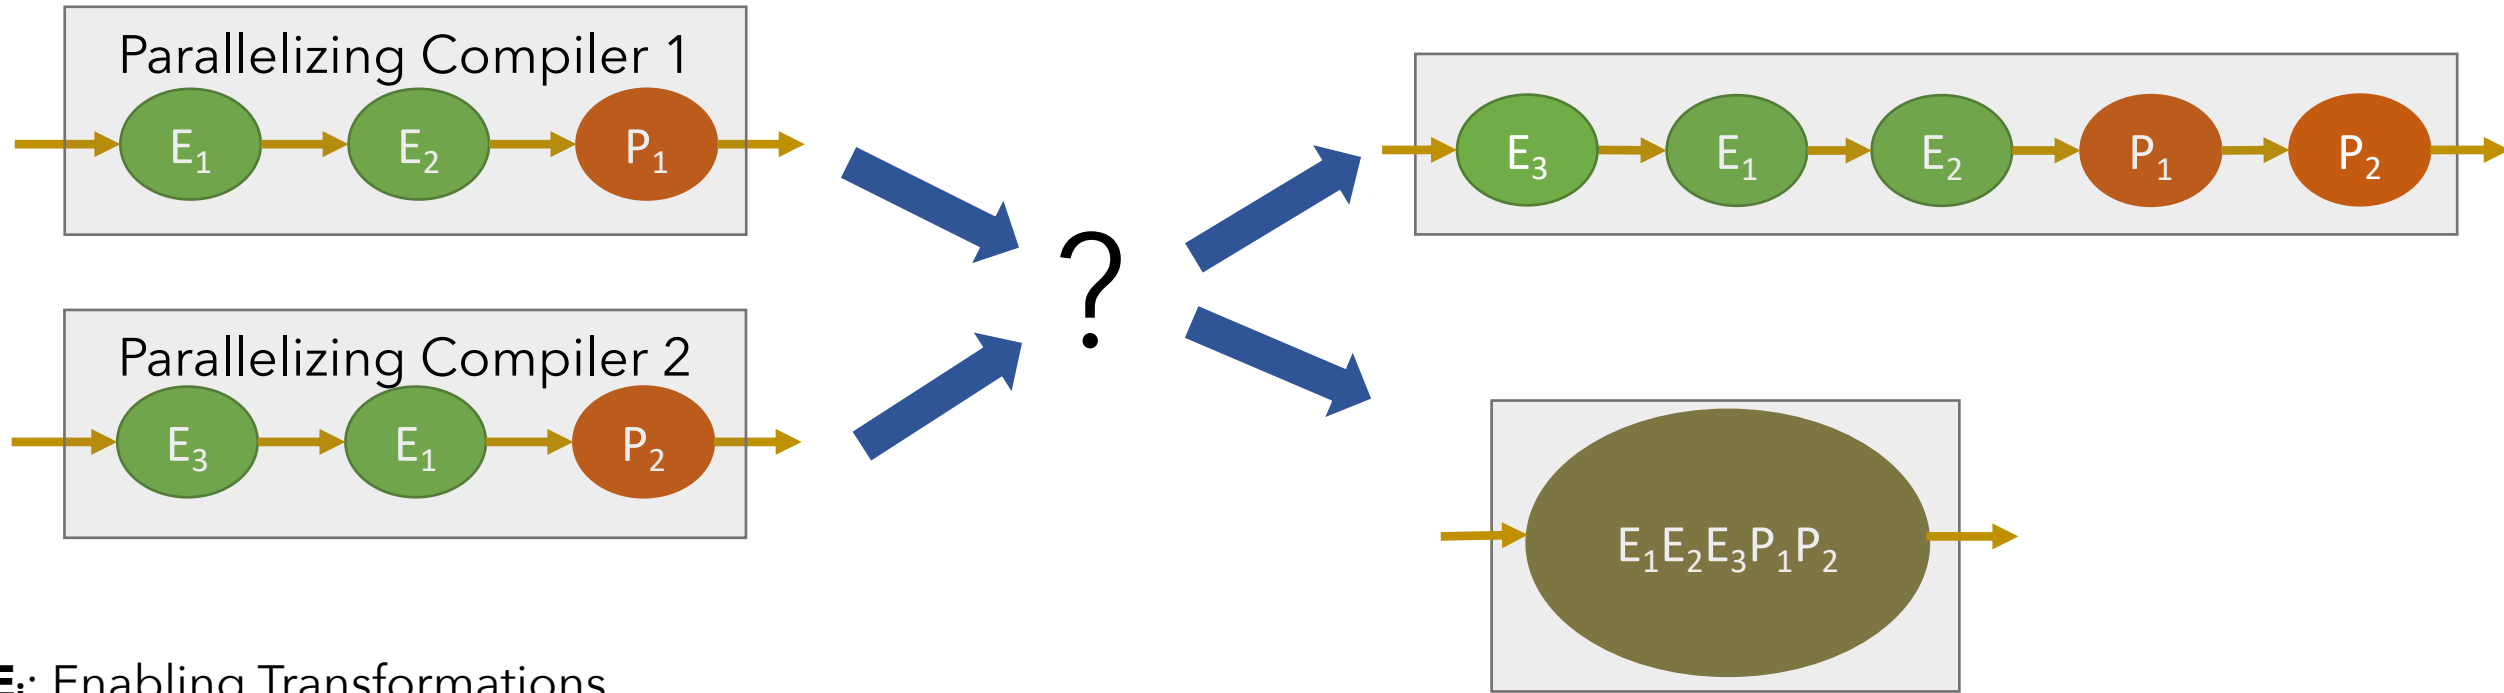 Parallelizing Compiler 1
E1 E2 P1
E3 E1 E2 P1 P2
?
Parallelizing Compiler 2
E3 E1 P2
E1E2E3P1P2
E: Enabling Transformations